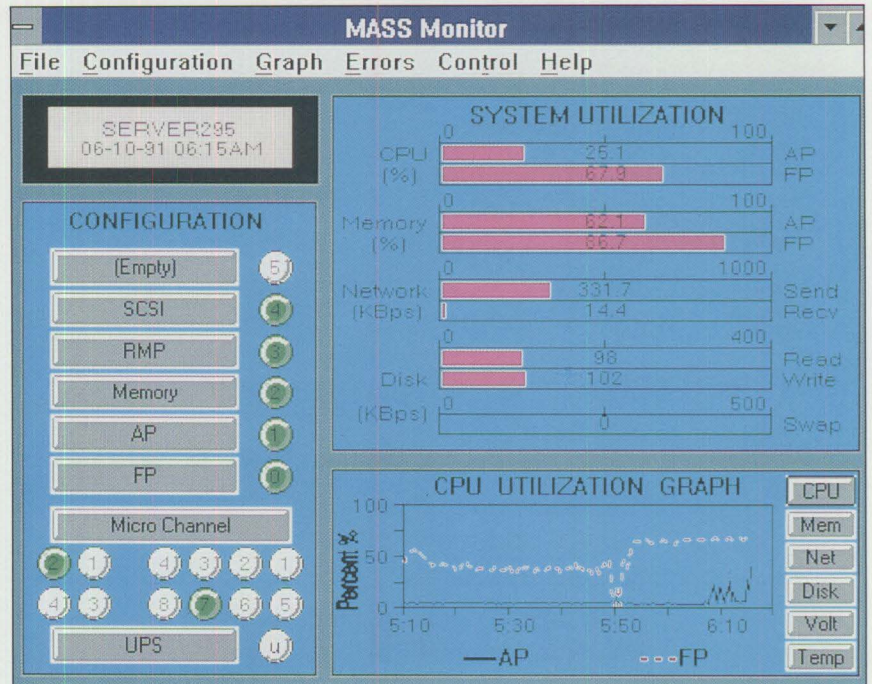 MASS Monitor
File Configuration Graph Errors Control Help
SERVER295
06-10-91 06:15AM
CONFIGURATION
(Empty) 5
SCSI 4
RMP 3
Memory 2
AP 1
FP 0
Micro Channel
2 1 4 3 2 1
4 3 8 7 6 5
UPS u
SYSTEM UTILIZATION
0 100
CPU 25.1 AP
(%) 67.9 FP
0 100
Memory 62.1 AP
(%) 86.7 FP
0 1000
Network 331.7 Send
(KBps) 14.4 Recv
0 400
98 Read
Disk 102 Write
(KBps) 0 500
0 Swap
CPU UTILIZATION GRAPH
Percent %
100
50
0
5:10 5:30 5:50 6:10
AP FP
CPU
Mem
Net
Disk
Volt
Temp